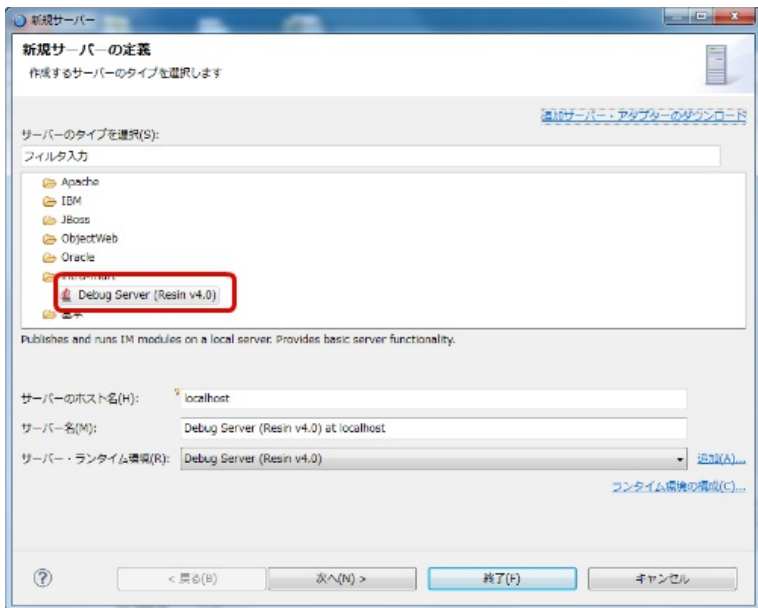 新規サーバー
新規サーバーの定義
作成するサーバーのタイプを選択します
追加サーバー・アダプターのダウンロード
サーバーのタイプを選択(S):
フィルタ入力
Apache
IBM
JBoss
ObjectWeb
Oracle
Debug Server (Resin v4.0)
基本
Publishes and runs IM modules on a local server. Provides basic server functionality.
サーバーのホスト名(H): localhost
サーバー名(M): Debug Server (Resin v4.0) at localhost
サーバー・ランタイム環境(R): Debug Server (Resin v4.0) 追加(A)...
ランタイム環境の構成(C)...
< 戻る(B) 次へ(N) > 終了(F) キャンセル